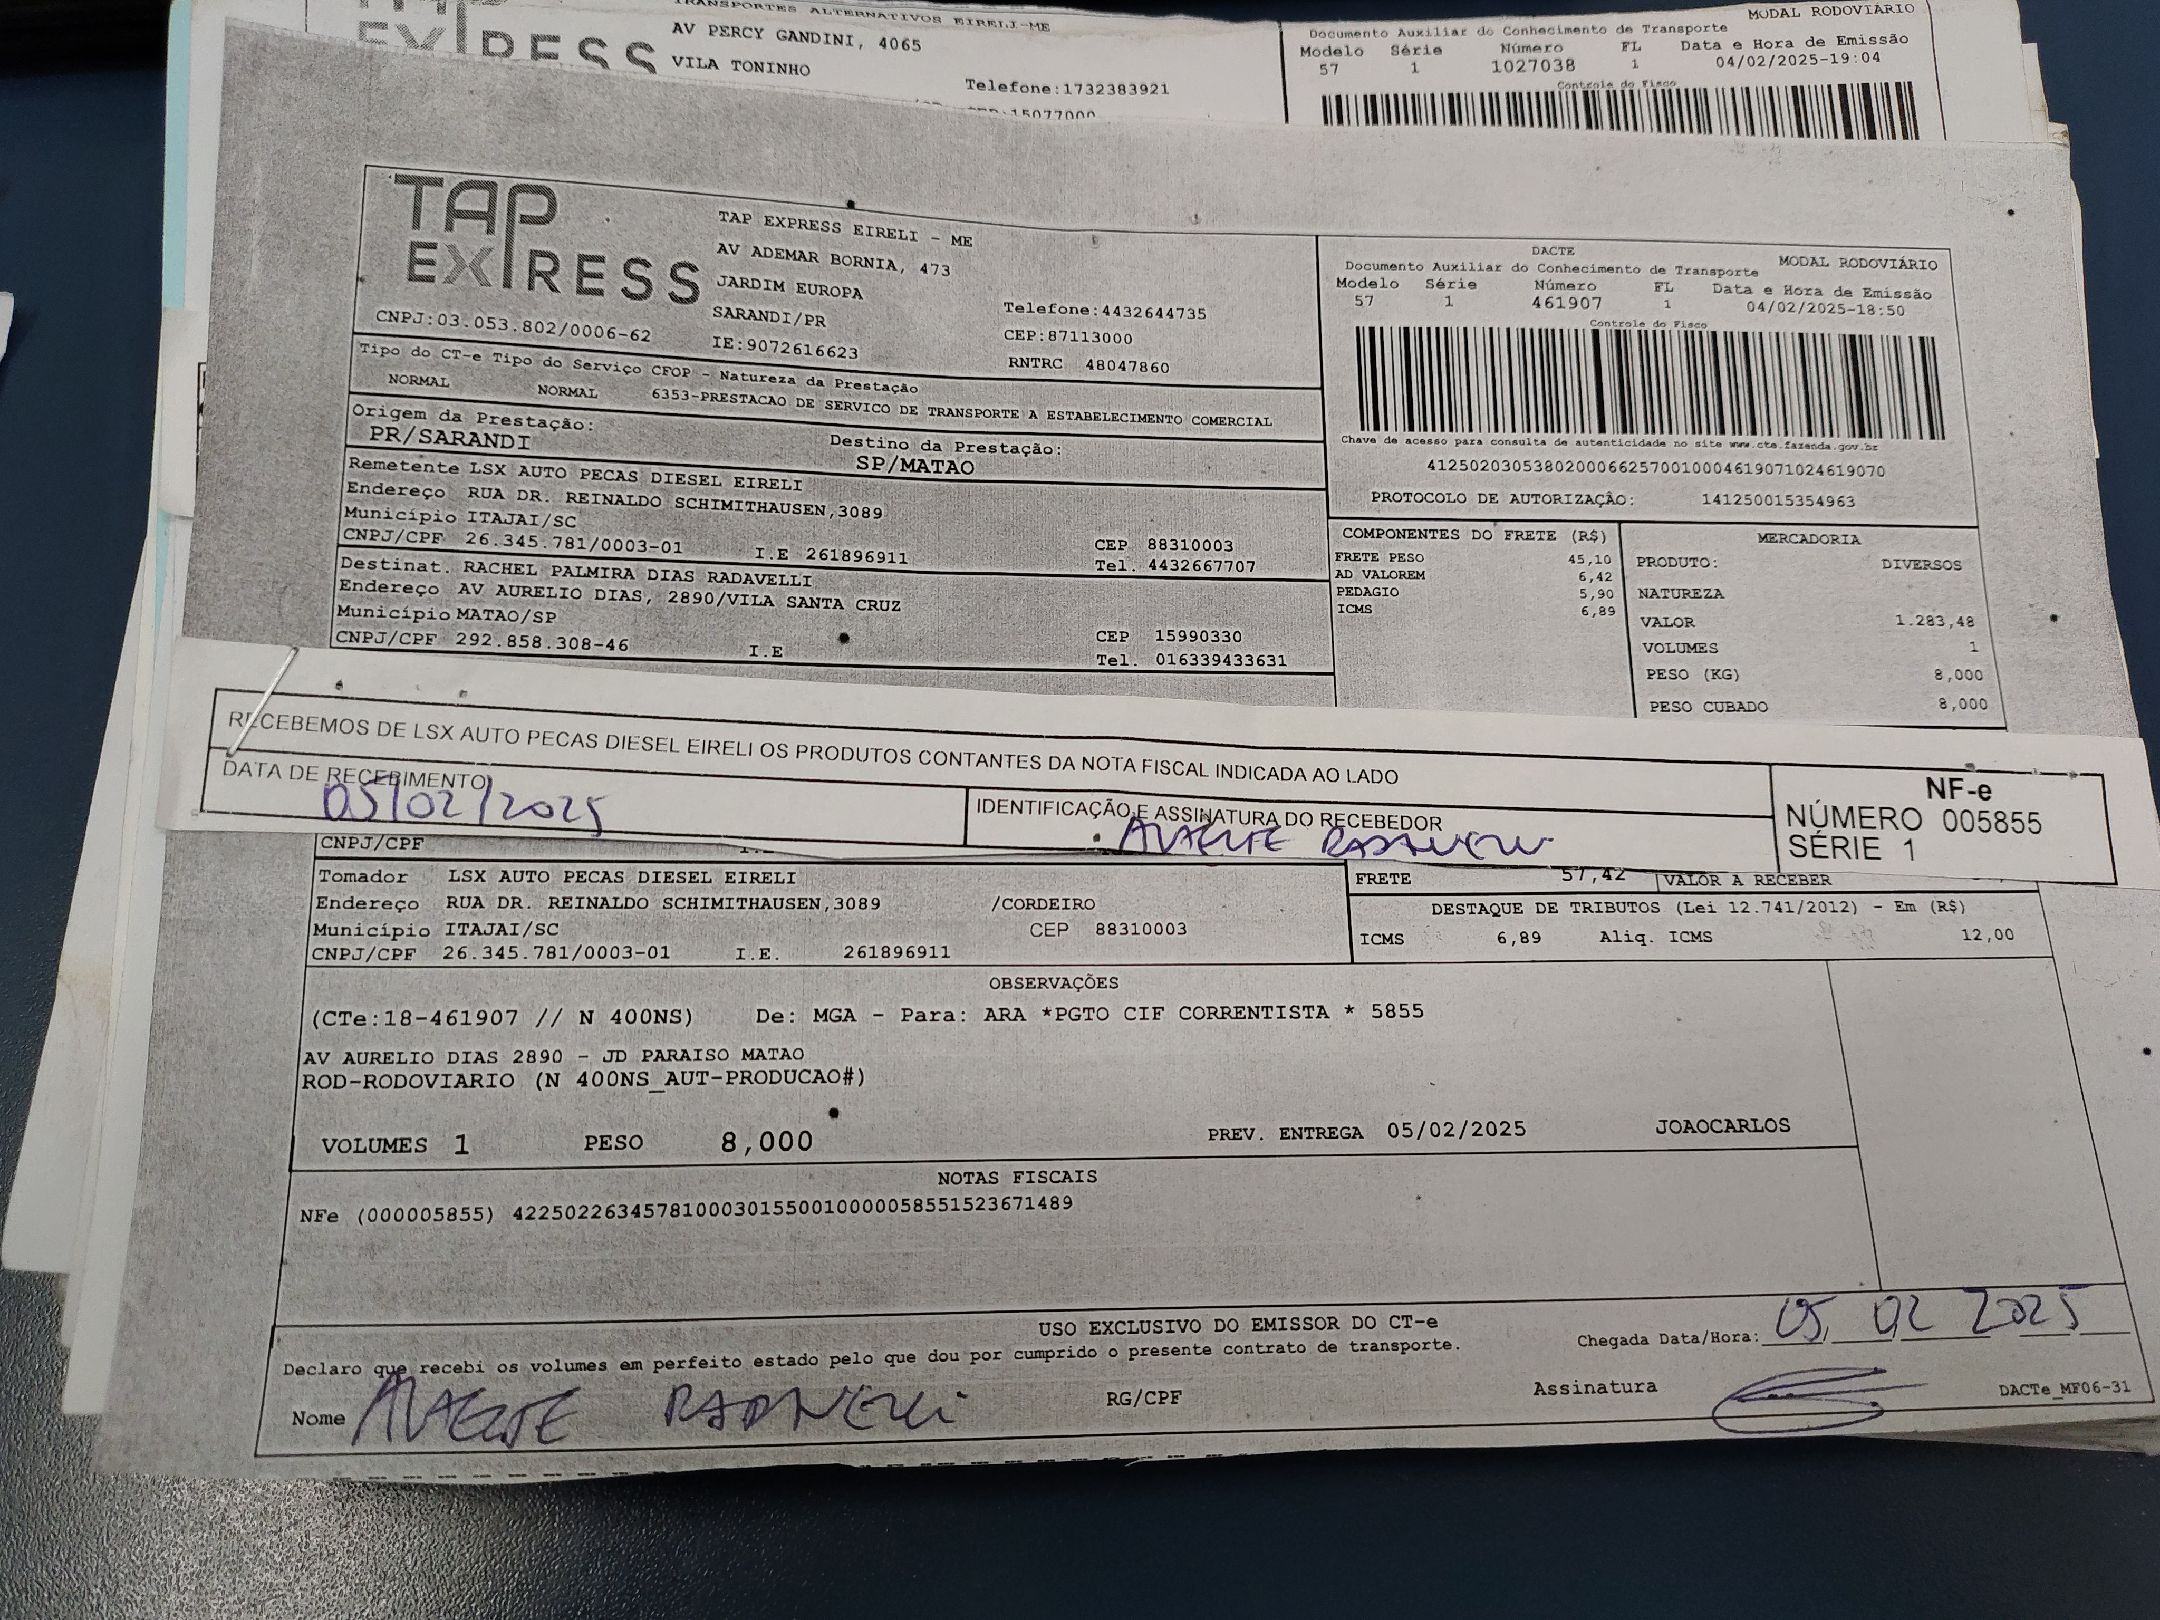 TRANSPORTES ALTERNATIVOS EIRELI-ME
AV PERCY GANDINI, 4065
VILA TONINHO
Telefone:1732383921
MODAL RODOVIÁRIO
Documento Auxiliar do Conhecimento de Transporte
Modelo Série Número FL Data e Hora de Emissão
57 1 1027038 1 04/02/2025-19:04
Controle do Fisco
TAP EXPRESS
TAP EXPRESS EIRELI - ME
AV ADEMAR BORNIA, 473
JARDIM EUROPA
SARANDI/PR
IE:9072616623
CNPJ:03.053.802/0006-62
Telefone:4432644735
CEP:87113000
RNTRC 48047860
DACTE
MODAL RODOVIÁRIO
Documento Auxiliar do Conhecimento de Transporte
Modelo Série Número FL Data e Hora de Emissão
57 1 461907 1 04/02/2025-18:50
Controle do Fisco
Chave de acesso para consulta de autenticidade no site www.cte.fazenda.gov.br
41250203053802000662570010004619071024619070
PROTOCOLO DE AUTORIZAÇÃO: 141250015354963
Tipo do CT-e Tipo do Serviço CFOP - Natureza da Prestação
NORMAL NORMAL 6353-PRESTACAO DE SERVICO DE TRANSPORTE A ESTABELECIMENTO COMERCIAL
Origem da Prestação: Destino da Prestação:
PR/SARANDI SP/MATAO
Remetente LSX AUTO PECAS DIESEL EIRELI
Endereço RUA DR. REINALDO SCHIMITHAUSEN,3089
Município ITAJAI/SC CEP 88310003
CNPJ/CPF 26.345.781/0003-01 I.E 261896911 Tel. 4432667707
Destinat. RACHEL PALMIRA DIAS RADAVELLI
Endereço AV AURELIO DIAS, 2890/VILA SANTA CRUZ
Município MATAO/SP CEP 15990330
CNPJ/CPF 292.858.308-46 I.E Tel. 016339433631
COMPONENTES DO FRETE (R$)
FRETE PESO 45,10
AD VALOREM 6,42
PEDAGIO 5,90
ICMS 6,89
MERCADORIA
PRODUTO: DIVERSOS
NATUREZA
VALOR 1.283,48
VOLUMES 1
PESO (KG) 8,000
PESO CUBADO 8,000
RECEBEMOS DE LSX AUTO PECAS DIESEL EIRELI OS PRODUTOS CONTANTES DA NOTA FISCAL INDICADA AO LADO
DATA DE RECEBIMENTO
05/02/2025
IDENTIFICAÇÃO E ASSINATURA DO RECEBEDOR
NF-e
NÚMERO 005855
SÉRIE 1
CNPJ/CPF
Tomador LSX AUTO PECAS DIESEL EIRELI
Endereço RUA DR. REINALDO SCHIMITHAUSEN,3089 /CORDEIRO
Município ITAJAI/SC CEP 88310003
CNPJ/CPF 26.345.781/0003-01 I.E. 261896911
FRETE 57,42 VALOR A RECEBER
DESTAQUE DE TRIBUTOS (Lei 12.741/2012) - Em (R$)
ICMS 6,89 Aliq. ICMS 12,00
OBSERVAÇÕES
(CTe:18-461907 // N 400NS) De: MGA - Para: ARA *PGTO CIF CORRENTISTA * 5855
AV AURELIO DIAS 2890 - JD PARAISO MATAO
ROD-RODOVIARIO (N 400NS_AUT-PRODUCAO#)
VOLUMES 1 PESO 8,000 PREV. ENTREGA 05/02/2025 JOAOCARLOS
NOTAS FISCAIS
NFe (000005855) 42250226345781000301550010000058551523671489
USO EXCLUSIVO DO EMISSOR DO CT-e
Declaro que recebi os volumes em perfeito estado pelo que dou por cumprido o presente contrato de transporte.
Chegada Data/Hora: 05 02 2025
Nome RG/CPF Assinatura DACTe_MF06-31